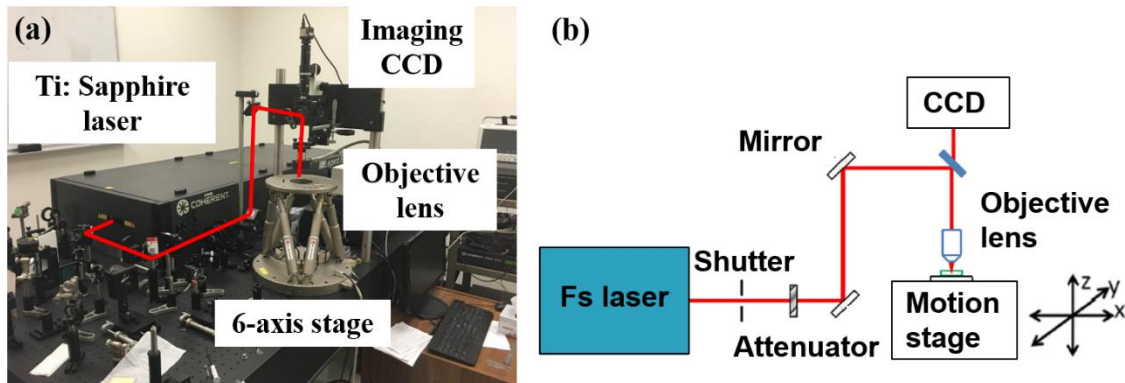 (a)
Imaging
CCD
Ti: Sapphire
laser
COHERENT
Objective
lens
6-axis stage
(b)
CCD
Mirror
Objective
lens
Shutter
Fs laser
Attenuator
Motion
stage
z
y
x